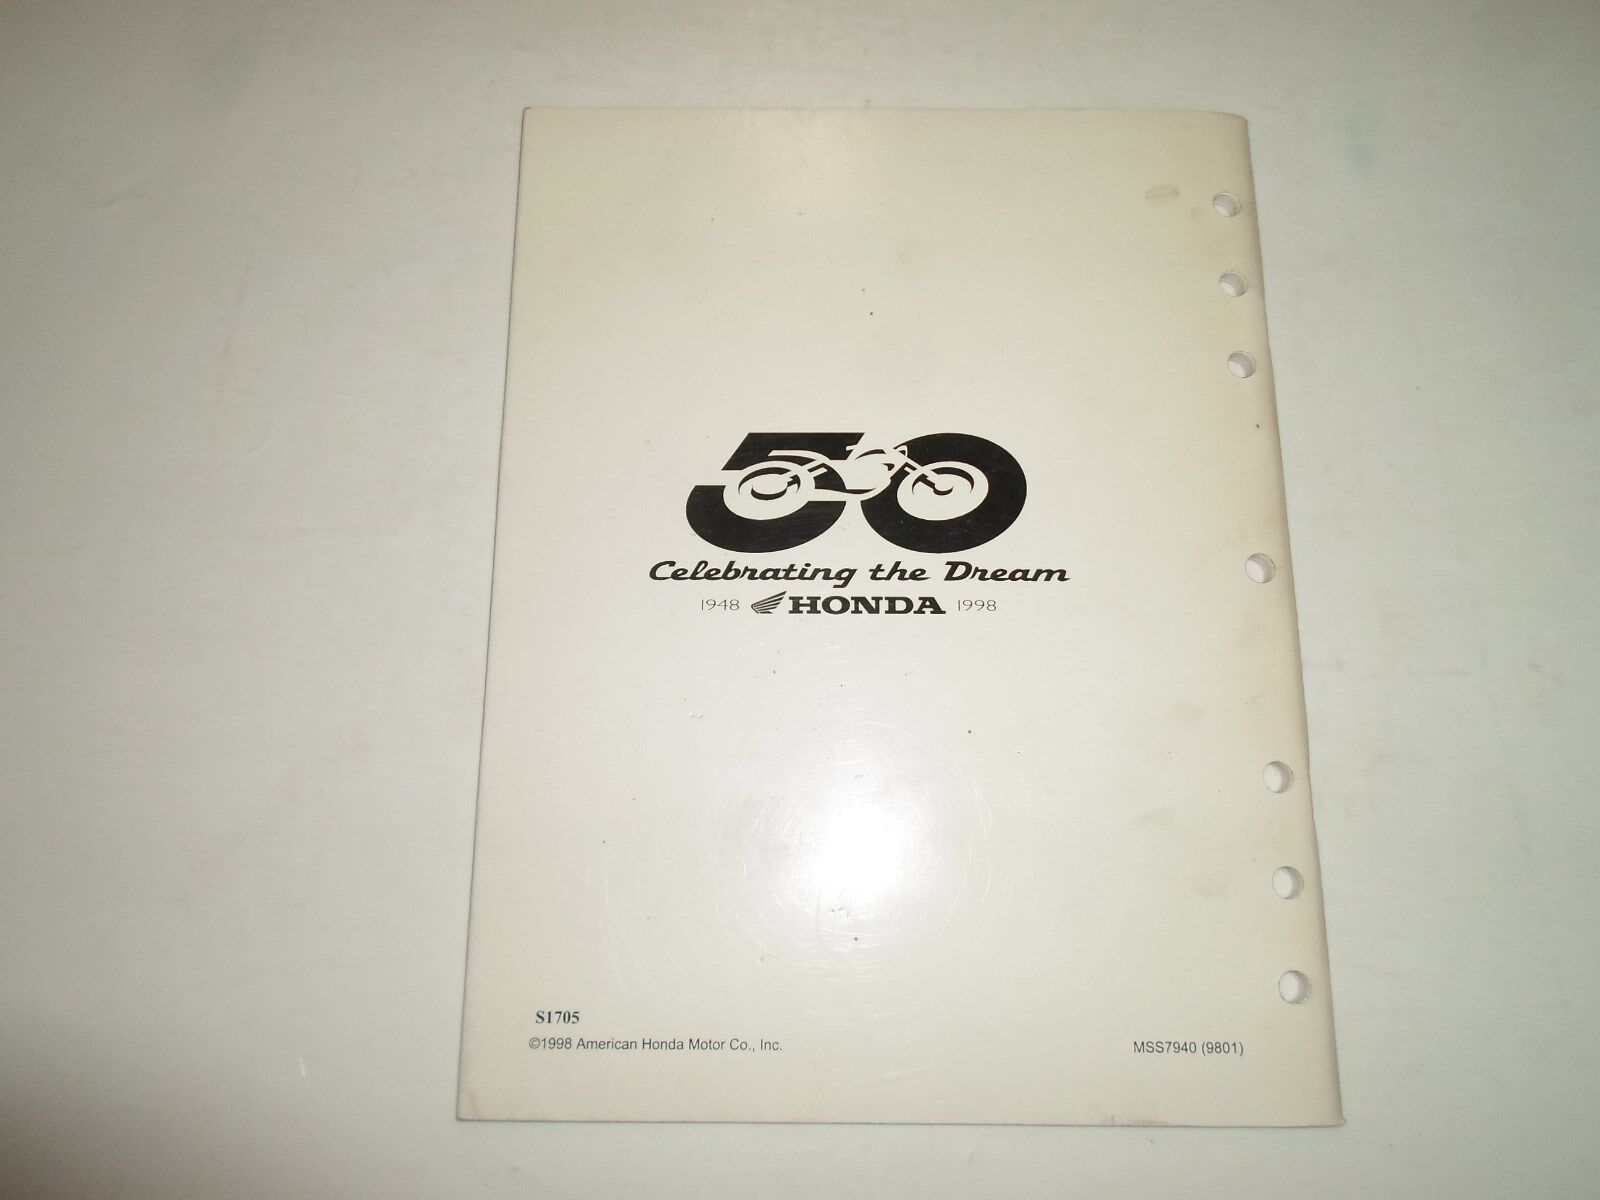 50
Celebrating the Dream
1948 HONDA 1998
S1705
©1998 American Honda Motor Co., Inc.
MSS7940 (9801)